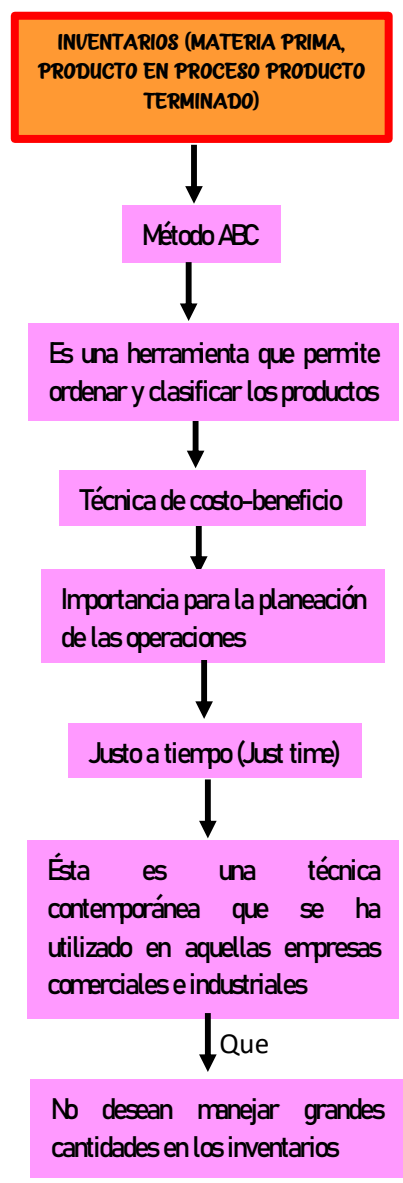 INVENTARIOS (MATERIA PRIMA,
PRODUCTO EN PROCESO PRODUCTO
TERMINADO)
Método ABC
Es una herramienta que permite
ordenar y clasificar los productos
Técnica de costo-beneficio
Importancia para la planeación
de las operaciones
Justo a tiempo (Just time)
Ésta es una técnica
contemporánea que se ha
utilizado en aquellas empresas
comerciales e industriales
Que
No desean manejar grandes
cantidades en los inventarios